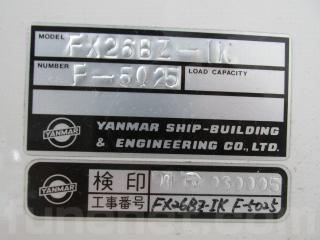 MODEL FX26BZ-IK
NUMBER F-5025 LOAD CAPACITY
YANMAR YANMAR SHIP-BUILDING
& ENGINEERING CO., LTD.
YANMAR 検印
工事番号 FX26BZ-IK F-5025